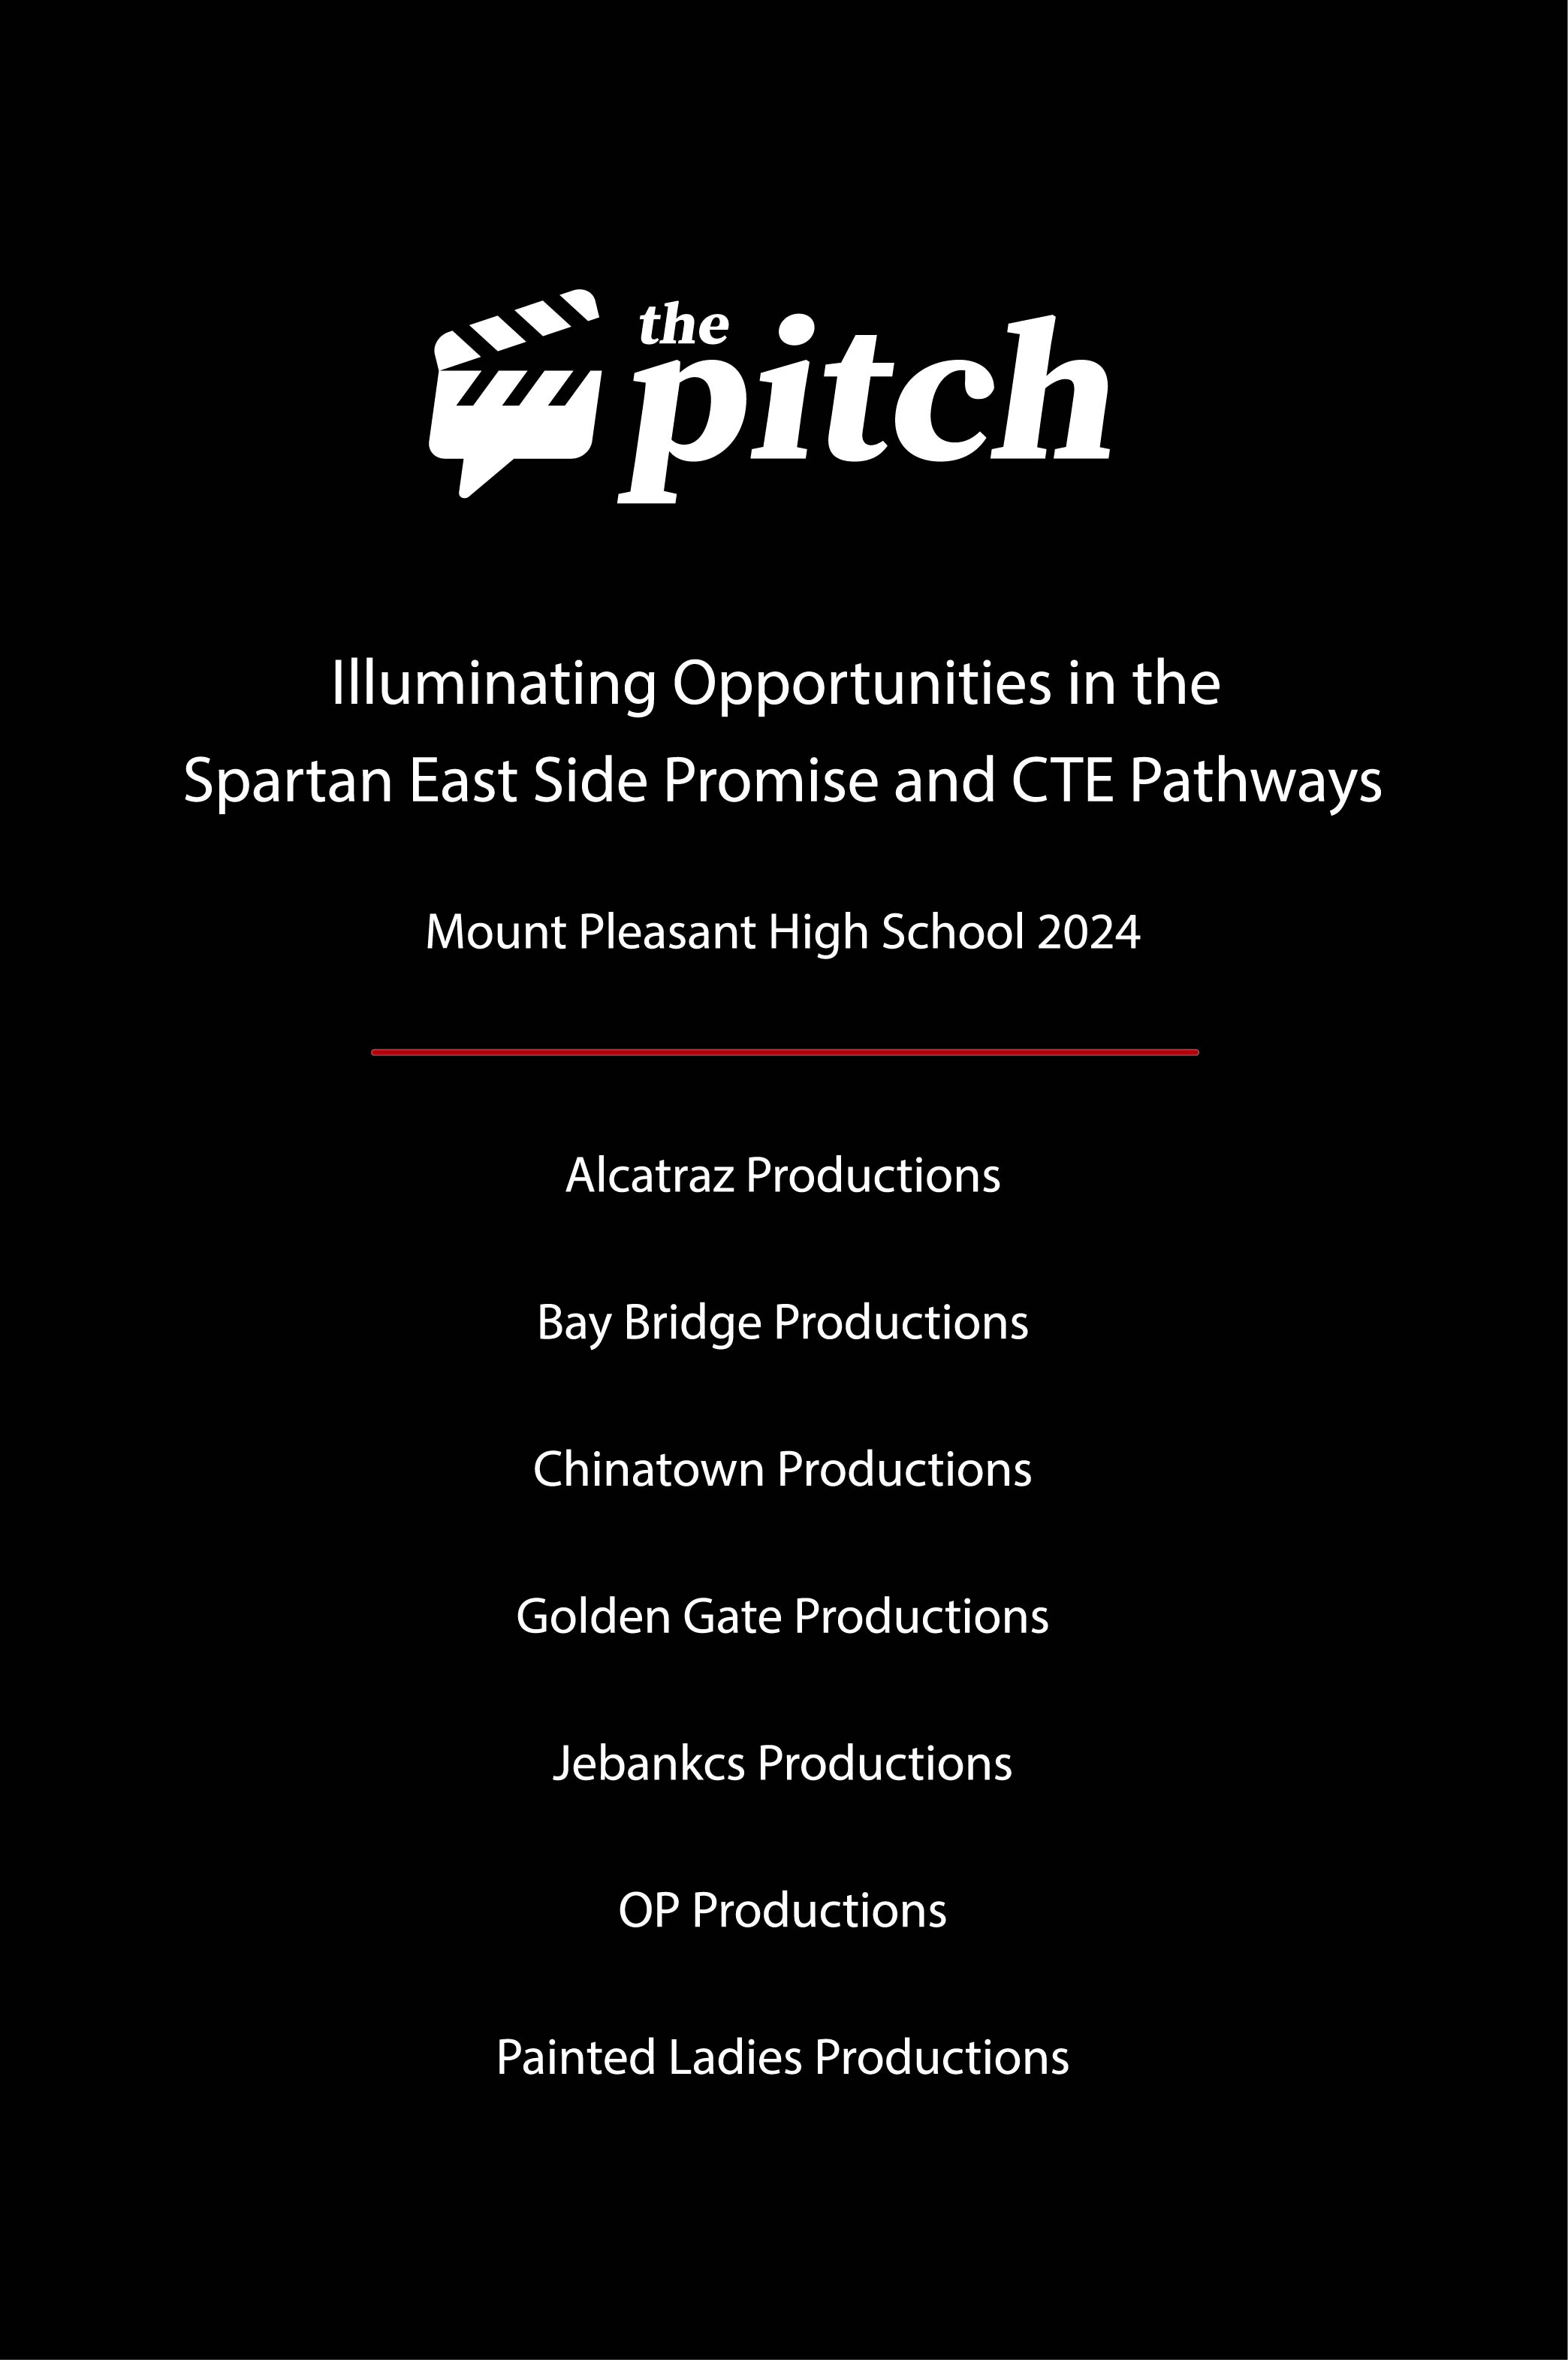 the
pitch
Illuminating Opportunities in the
Spartan East Side Promise and CTE Pathways
Mount Pleasant High School 2024
Alcatraz Productions
Bay Bridge Productions
Chinatown Productions
Golden Gate Productions
Jebankcs Productions
OP Productions
Painted Ladies Productions